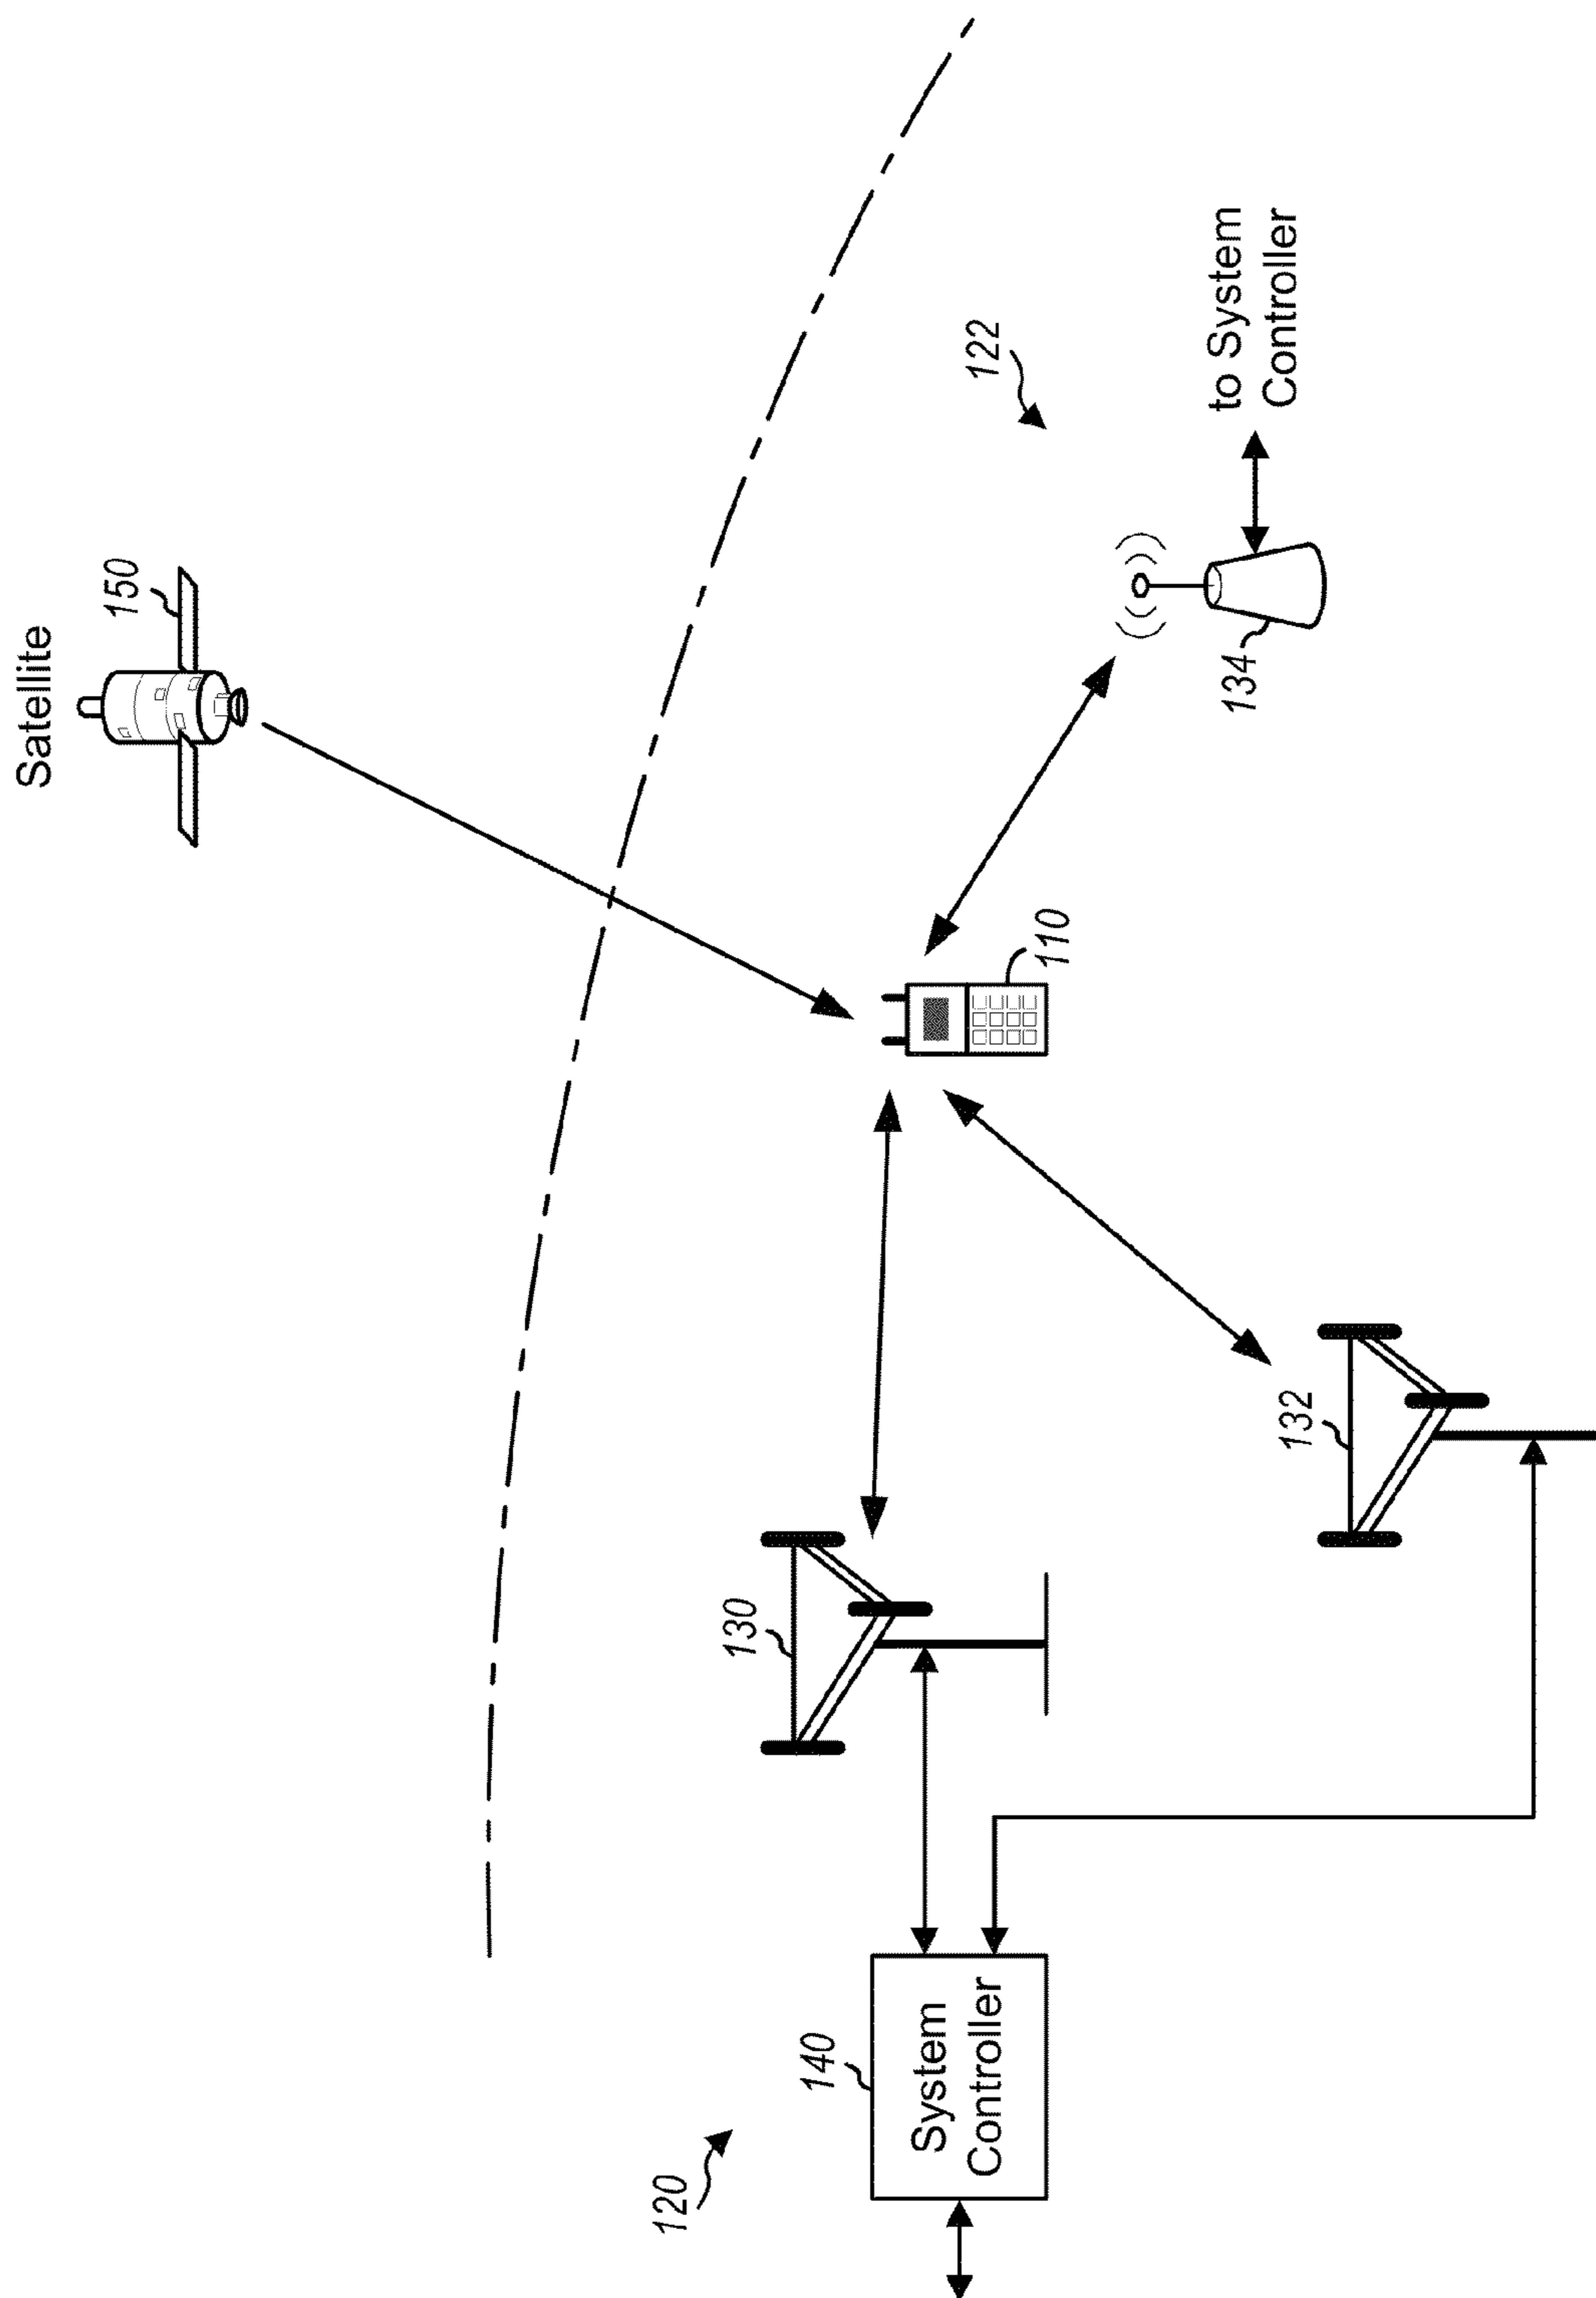 Satellite
150
122
to System
Controller
134
110
130
132
120
140
System
Controller